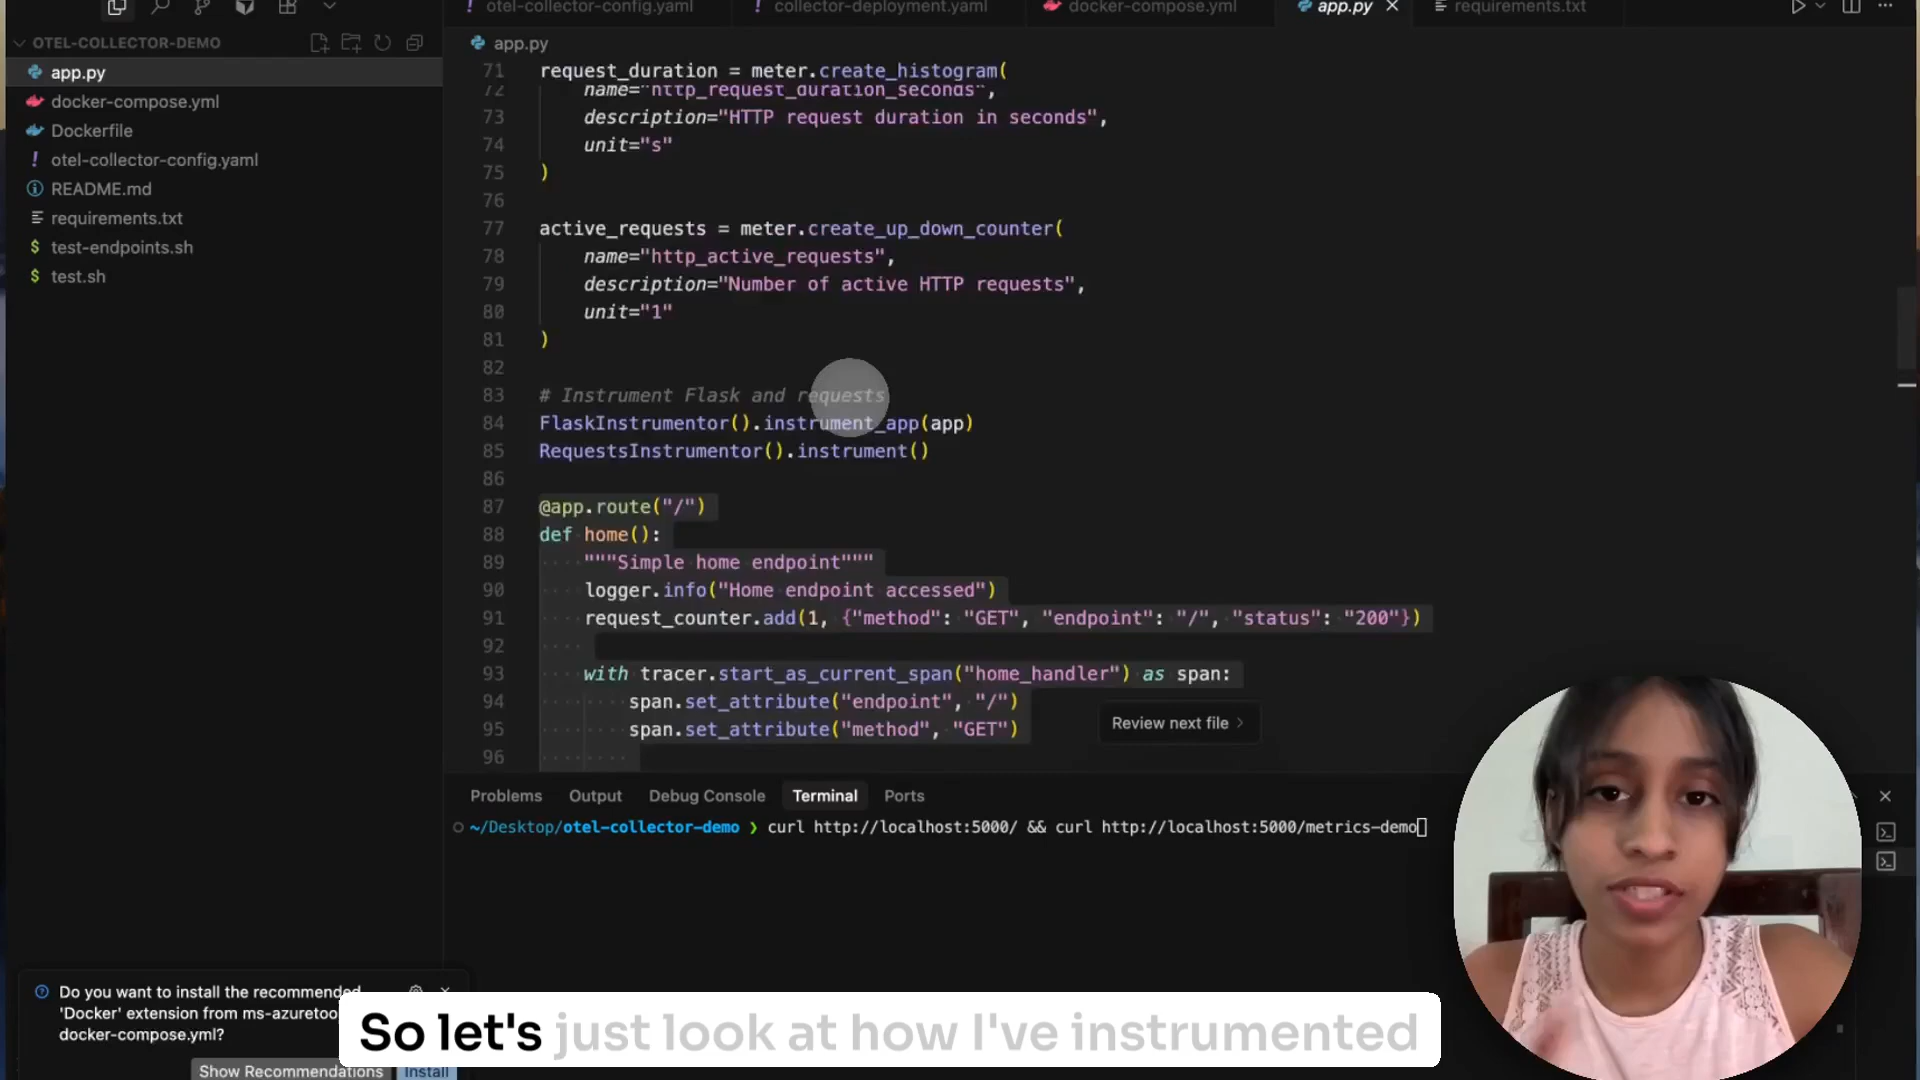 otel-collector-config.yaml
collector-deployment.yaml
docker-compose.yml
app.py
requirements.txt
OTEL-COLLECTOR-DEMO
app.py
docker-compose.yml
Dockerfile
otel-collector-config.yaml
README.md
requirements.txt
test-endpoints.sh
test.sh
app.py
71 request_duration = meter.create_histogram(
72 name="http_request_duration_seconds",
73 description="HTTP request duration in seconds",
74 unit="s"
75 )
76
77 active_requests = meter.create_up_down_counter(
78 name="http_active_requests",
79 description="Number of active HTTP requests",
80 unit="1"
81 )
82
83 # Instrument Flask and requests
84 FlaskInstrumentor().instrument_app(app)
85 RequestsInstrumentor().instrument()
86
87 @app.route("/")
88 def home():
89 """Simple home endpoint"""
90 logger.info("Home endpoint accessed")
91 request_counter.add(1, {"method": "GET", "endpoint": "/", "status": "200"})
92
93 with tracer.start_as_current_span("home_handler") as span:
94 span.set_attribute("endpoint", "/")
95 span.set_attribute("method", "GET")
96
Review next file
Problems Output Debug Console Terminal Ports
~/Desktop/otel-collector-demo ❯ curl http://localhost:5000/ && curl http://localhost:5000/metrics-demo
Do you want to install the recommended
'Docker' extension from ms-azuretoo
docker-compose.yml?
Show Recommendations Install
So let's just look at how I've instrumented